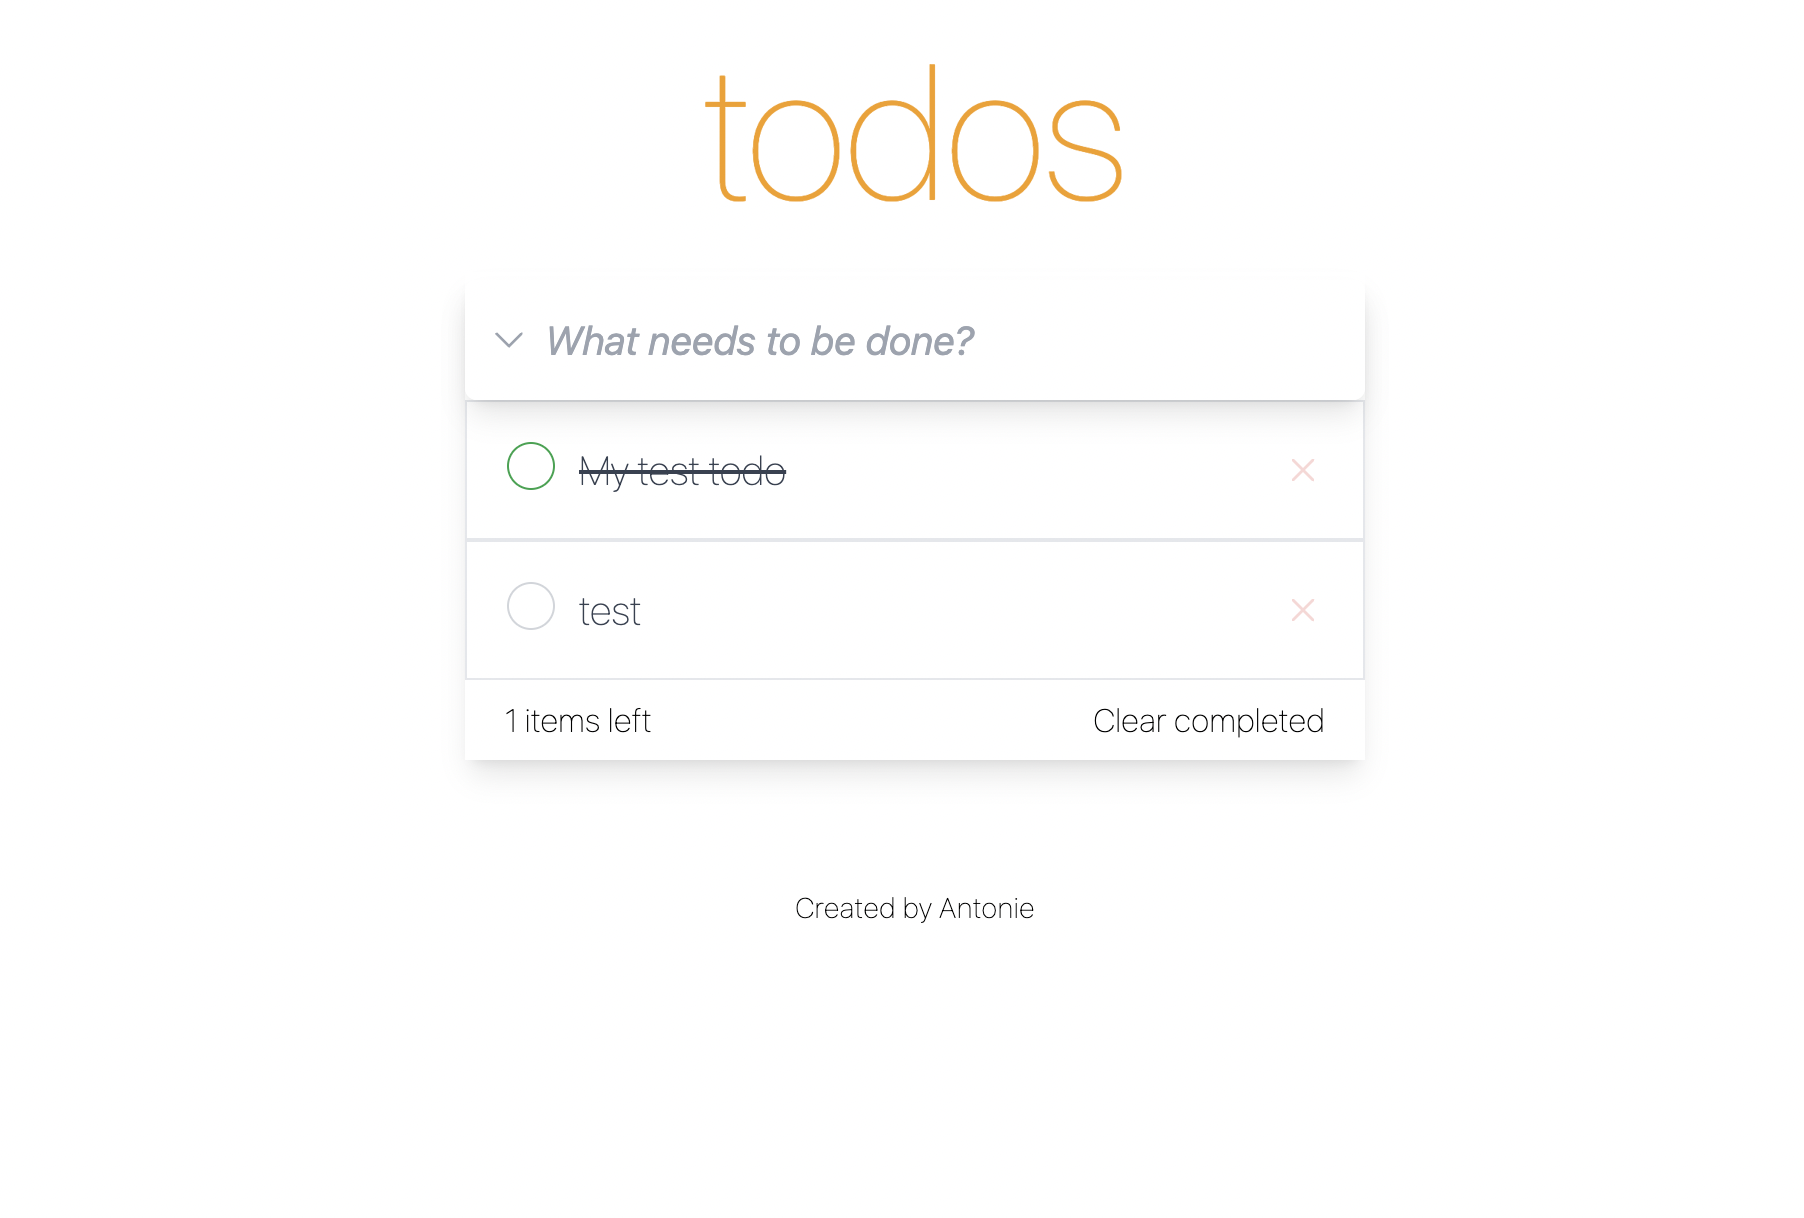 todos
What needs to be done?
My test todo
test
1 items left
Clear completed
Created by Antonie